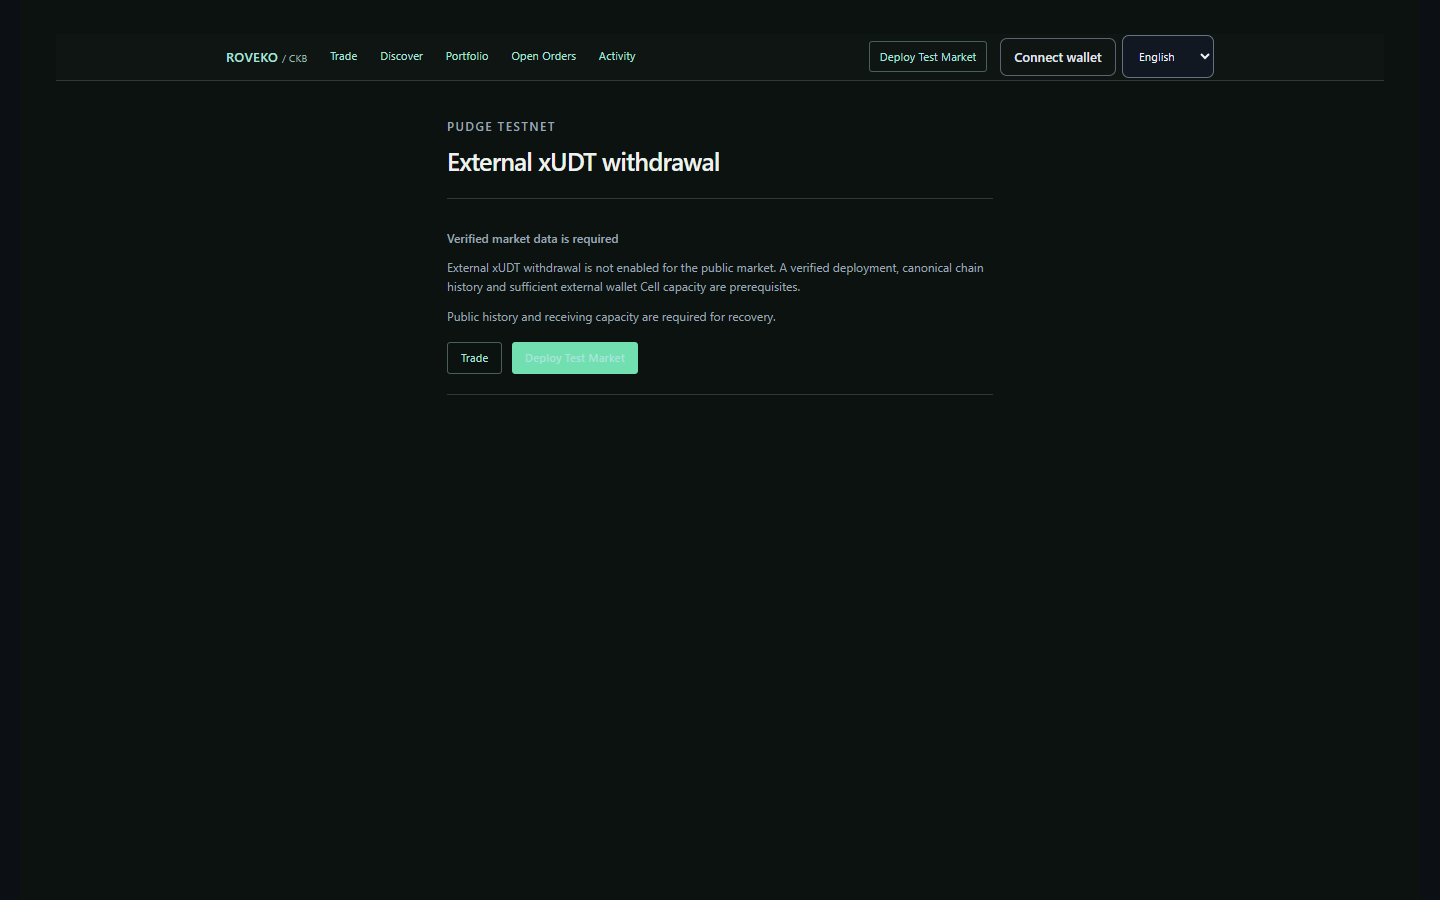 ROVEKO / CKB Trade Discover Portfolio Open Orders Activity Deploy Test Market Connect wallet English
PUDGE TESTNET
External xUDT withdrawal
Verified market data is required
External xUDT withdrawal is not enabled for the public market. A verified deployment, canonical chain
history and sufficient external wallet Cell capacity are prerequisites.
Public history and receiving capacity are required for recovery.
Trade Deploy Test Market